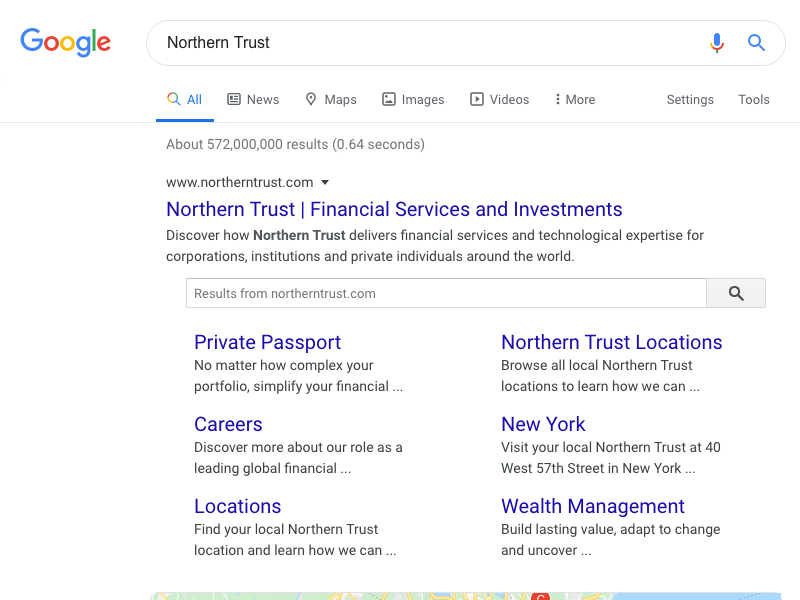 Google
Northern Trust
All
News
Maps
Images
Videos
More
Settings
Tools
About 572,000,000 results (0.64 seconds)
www.northerntrust.com
Northern Trust | Financial Services and Investments
Discover how Northern Trust delivers financial services and technological expertise for
corporations, institutions and private individuals around the world.
Results from northerntrust.com
Private Passport
No matter how complex your
portfolio, simplify your financial ...
Northern Trust Locations
Browse all local Northern Trust
locations to learn how we can ...
Careers
Discover more about our role as a
leading global financial ...
New York
Visit your local Northern Trust at 40
West 57th Street in New York ...
Locations
Find your local Northern Trust
location and learn how we can ...
Wealth Management
Build lasting value, adapt to change
and uncover ...